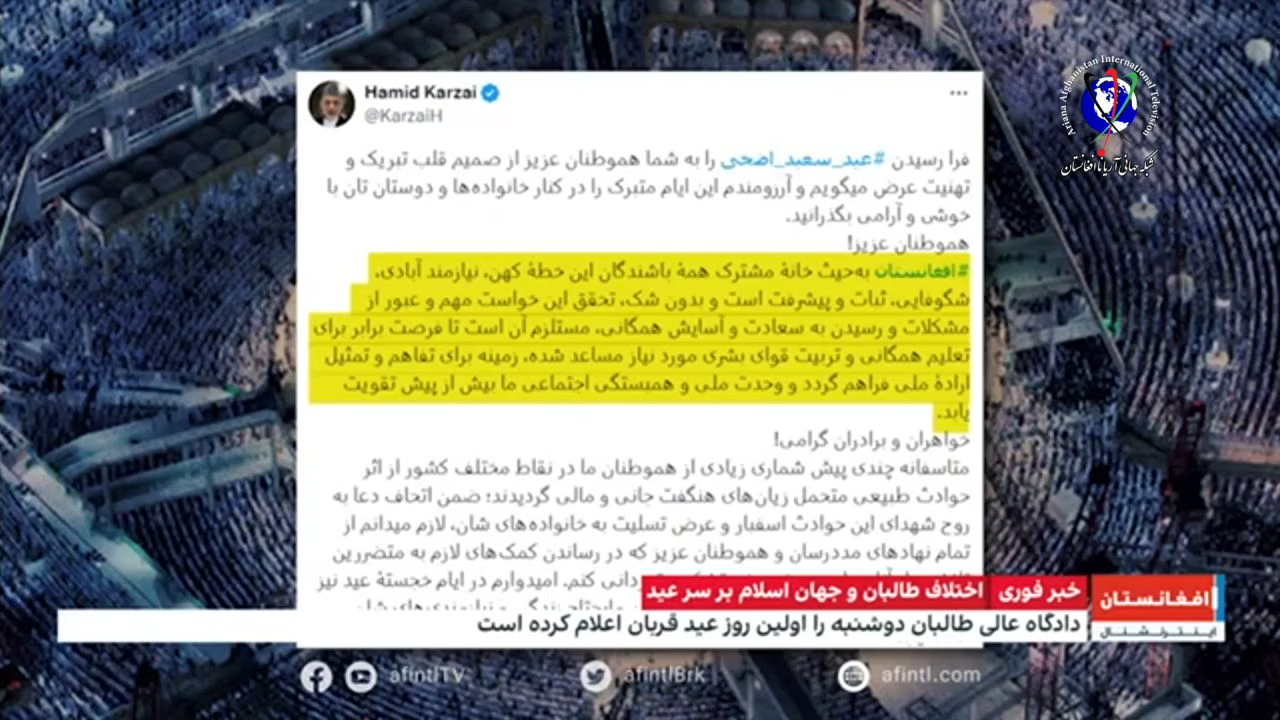 Hamid Karzai
@KarzaiH
فرا رسیدن #عید_سعید_اضحی را به شما هموطنان عزیز از صمیم قلب تبریک و
تهنیت عرض میگویم و آرزومندم این ایام متبرک را در کنار خانواده‌ها و دوستان تان با
خوشی و آرامی بگذرانید.
هموطنان عزیز!
#افغانستان به‌حیث خانۀ مشترک همۀ باشندگان این خطۀ کهن، نیازمند آبادی،
شگوفایی، ثبات و پیشرفت است و بدون شک، تحقق این خواست مهم و عبور از
مشکلات و رسیدن به سعادت و آسایش همگانی، مستلزم آن است تا فرصت برابر برای
تعلیم همگانی و تربیت قوای بشری مورد نیاز مساعد شده، زمینه برای تفاهم و تمثیل
ارادۀ ملی فراهم گردد و وحدت ملی و همبستگی اجتماعی ما بیش از پیش تقویت
یابد.
خواهران و برادران گرامی!
متاسفانه چندی پیش شماری زیادی از هموطنان ما در نقاط مختلف کشور از اثر
حوادث طبیعی متحمل زیان‌های هنگفت جانی و مالی گردیدند؛ ضمن اتحاف دعا به
روح شهدای این حوادث اسفبار و عرض تسلیت به خانواده‌های شان، لازم میدانم از
تمام نهادهای مددرسان و هموطنان عزیز که در رساندن کمک‌های لازم به متضررین
دانی کنم. امیدوارم در ایام خجستۀ عید نیز
خبر فوری اختلاف طالبان و جهان اسلام بر سر عید
دادگاه عالی طالبان دوشنبه را اولین روز عید قربان اعلام کرده است
افغانستان
اینترنشنال
afintlTV
afintlBrk
afintl.com
Ariana Afghanistan International Television
شبکه جهانی آریانا افغانستان